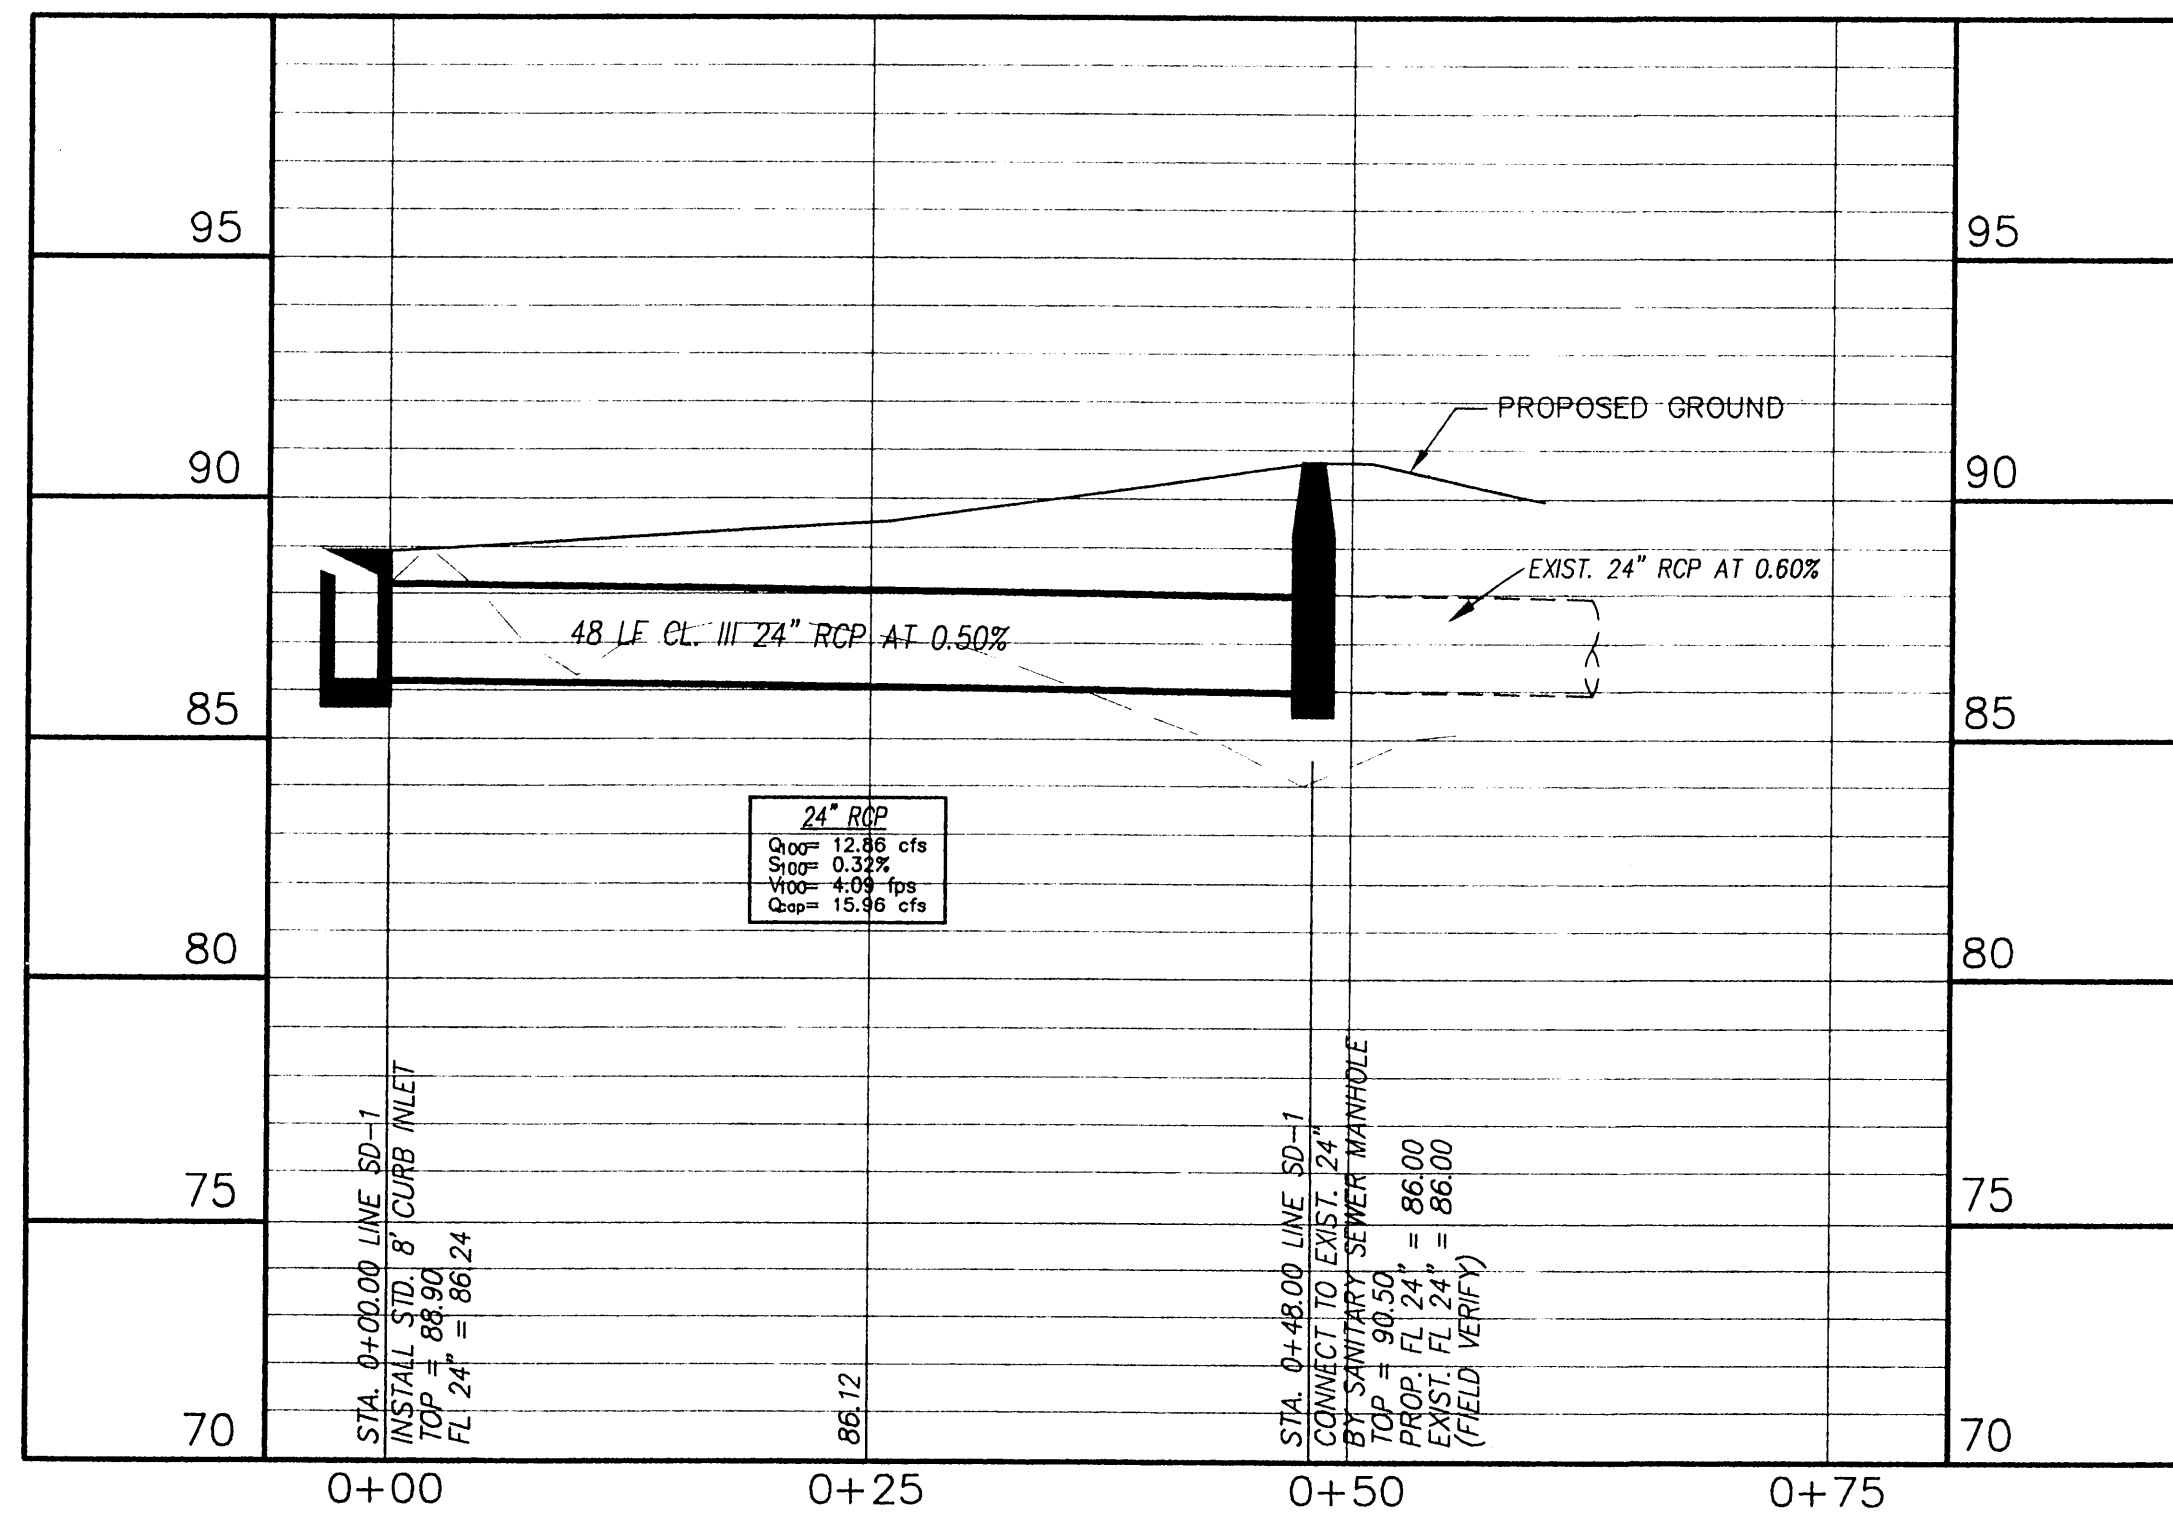 95
95
PROPOSED GROUND
90
90
EXIST. 24" RCP AT 0.60%
48 LF CL. III 24" RCP AT 0.50%
85
85
24" RCP
Q100= 12.86 cfs
S100= 0.32%
V100= 4.09 fps
Qcap= 15.96 cfs
80
80
75
75
STA. 0+00.00 LINE SD-1
INSTALL STD. 8' CURB INLET
TOP = 88.90
FL 24" = 86.24
86.12
STA. 0+48.00 LINE SD-1
CONNECT TO EXIST. 24"
BY SANITARY SEWER MANHOLE
TOP = 90.50
PROP. FL 24" = 86.00
EXIST. FL 24" = 86.00
(FIELD VERIFY)
70
70
0+00
0+25
0+50
0+75